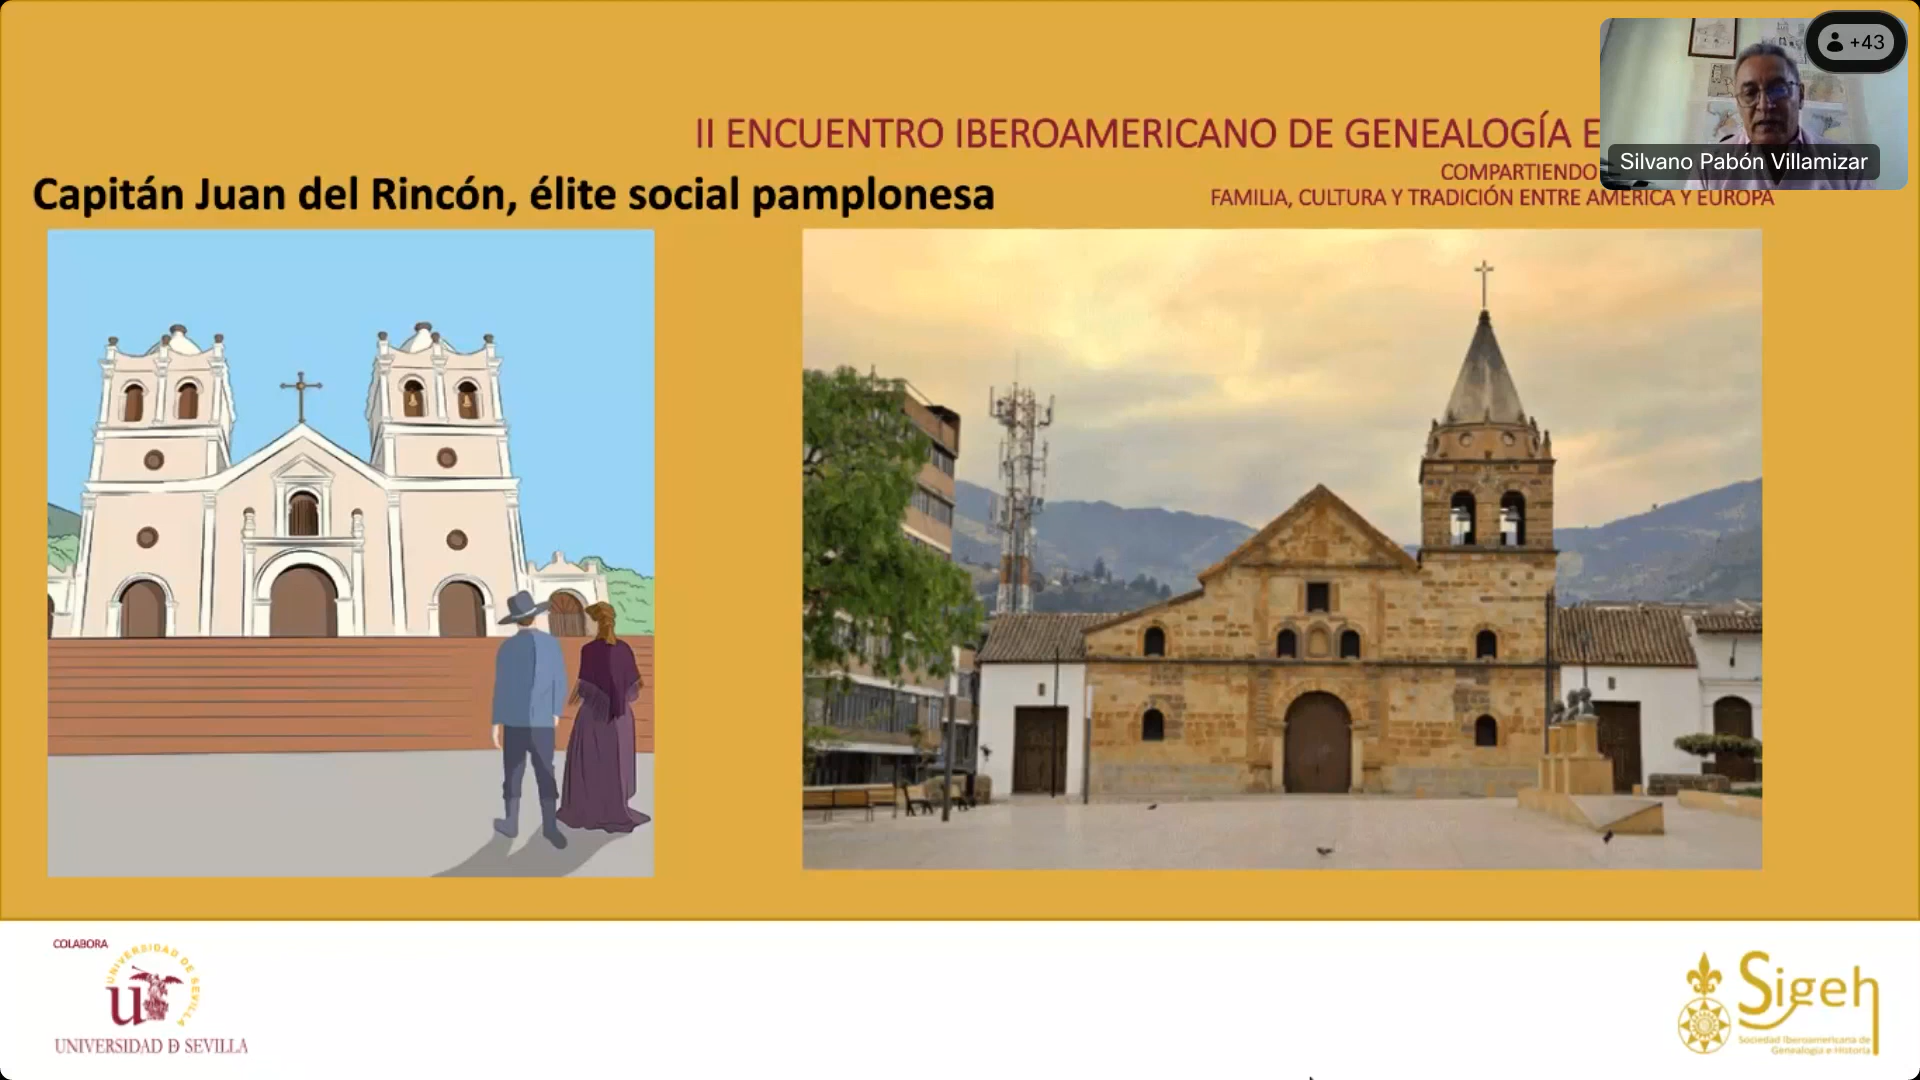 +43
Silvano Pabón Villamizar
II ENCUENTRO IBEROAMERICANO DE GENEALOGÍA E
COMPARTIENDO
FAMILIA, CULTURA Y TRADICIÓN ENTRE AMÉRICA Y EUROPA
Capitán Juan del Rincón, élite social pamplonesa
COLABORA
UNIVERSIDAD DE SEVILLA
us
UNIVERSIDAD Ð SEVILLA
Sigeh
Sociedad Iberoamericana de
Genealogía e Historia